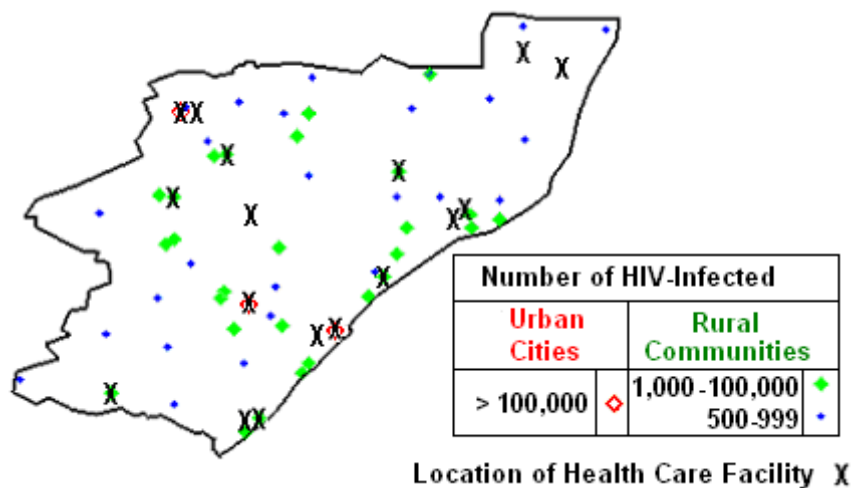 Number of HIV-Infected
Urban Cities
Rural Communities
> 100,000
1,000 -100,000
500-999
Location of Health Care Facility X